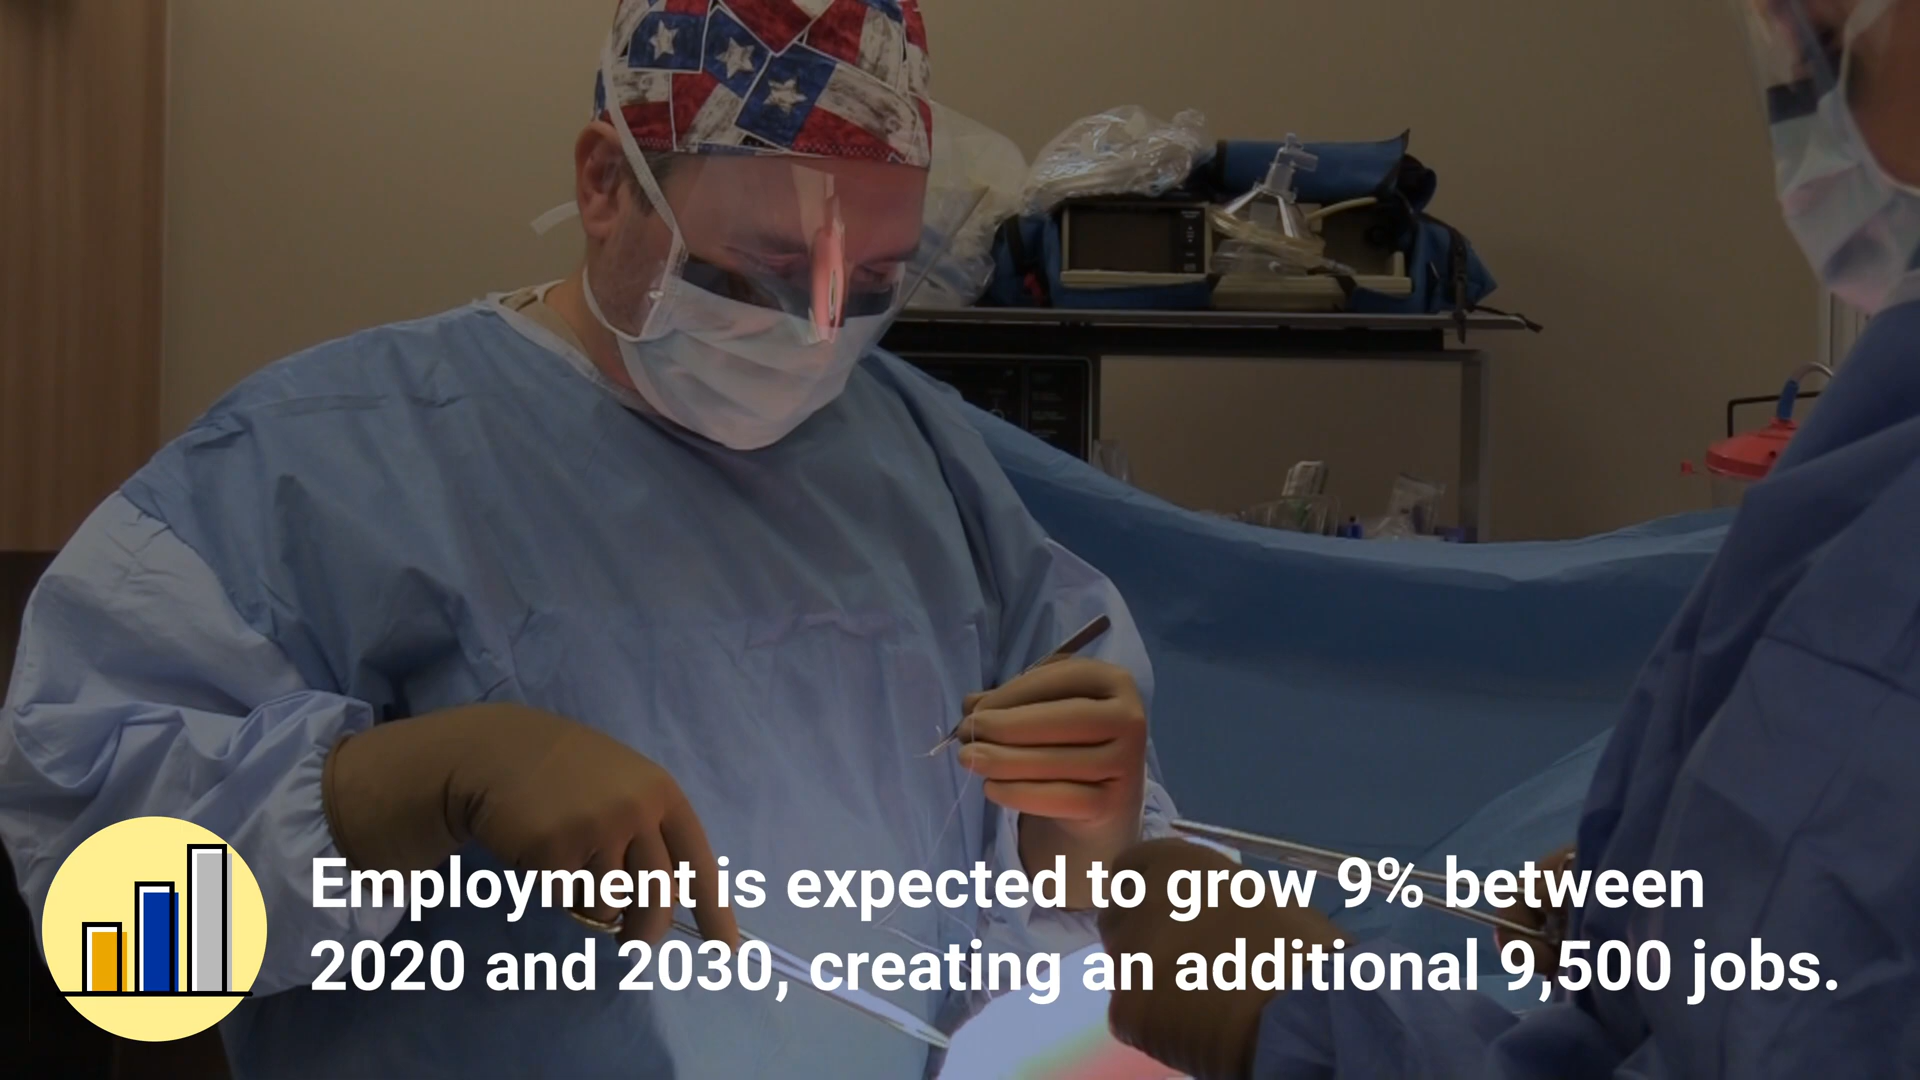 Employment is expected to grow 9% between
2020 and 2030, creating an additional 9,500 jobs.